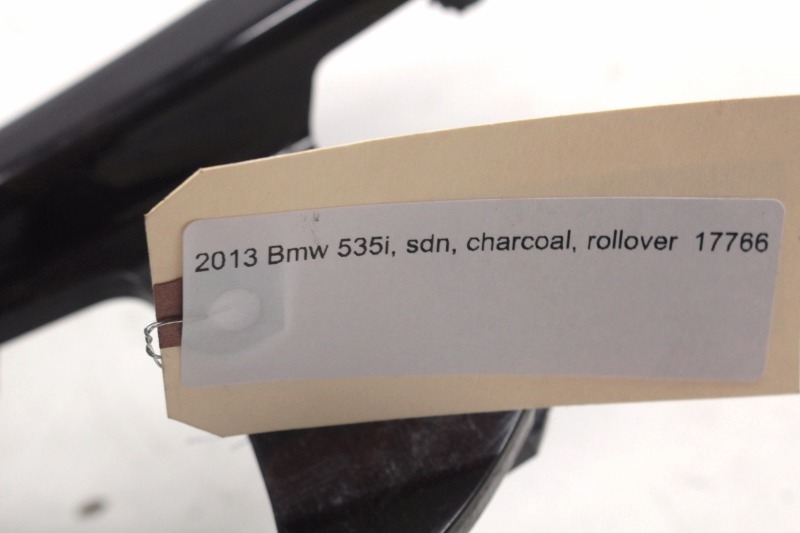 2013 Bmw 535i, sdn, charcoal, rollover 17766